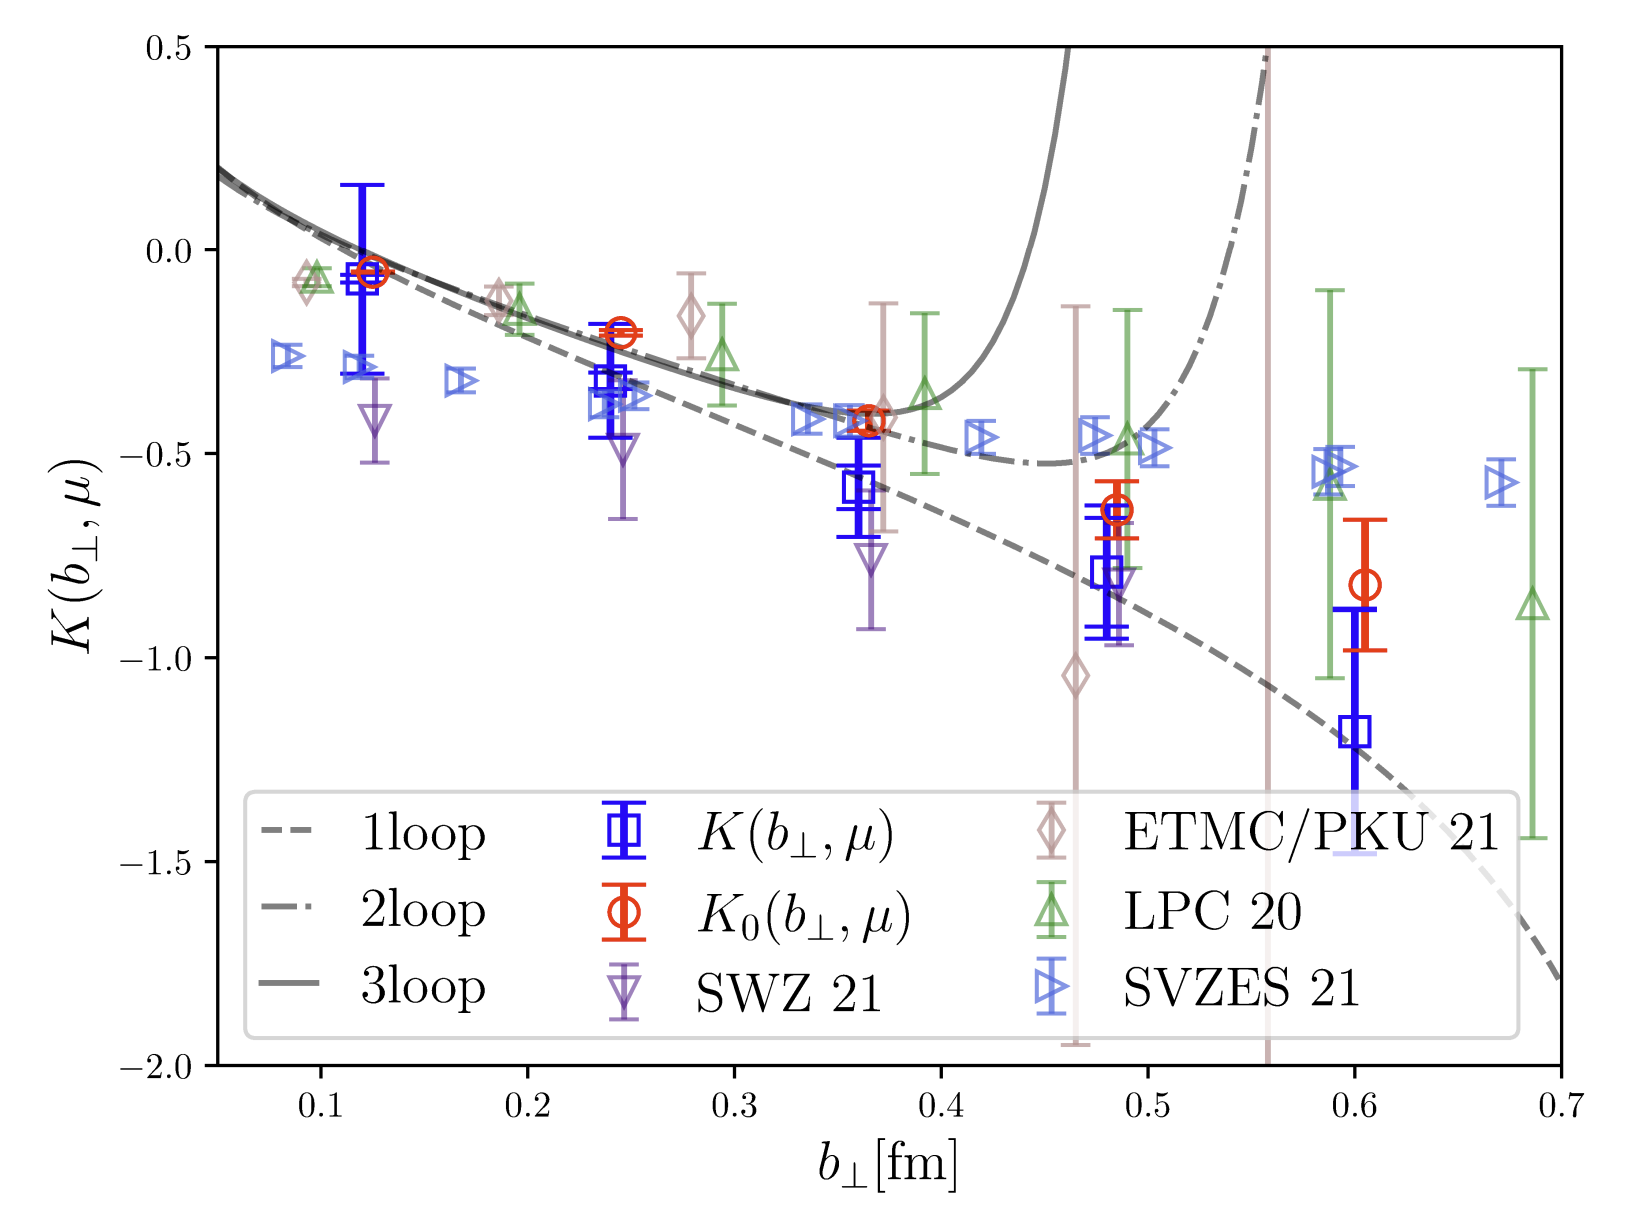 0.5
0.0
−0.5
−1.0
−1.5
−2.0
K(b⊥, μ)
1loop
2loop
3loop
K(b⊥, μ)
K₀(b⊥, μ)
SWZ 21
ETMC/PKU 21
LPC 20
SVZES 21
0.1 0.2 0.3 0.4 0.5 0.6 0.7
b⊥[fm]